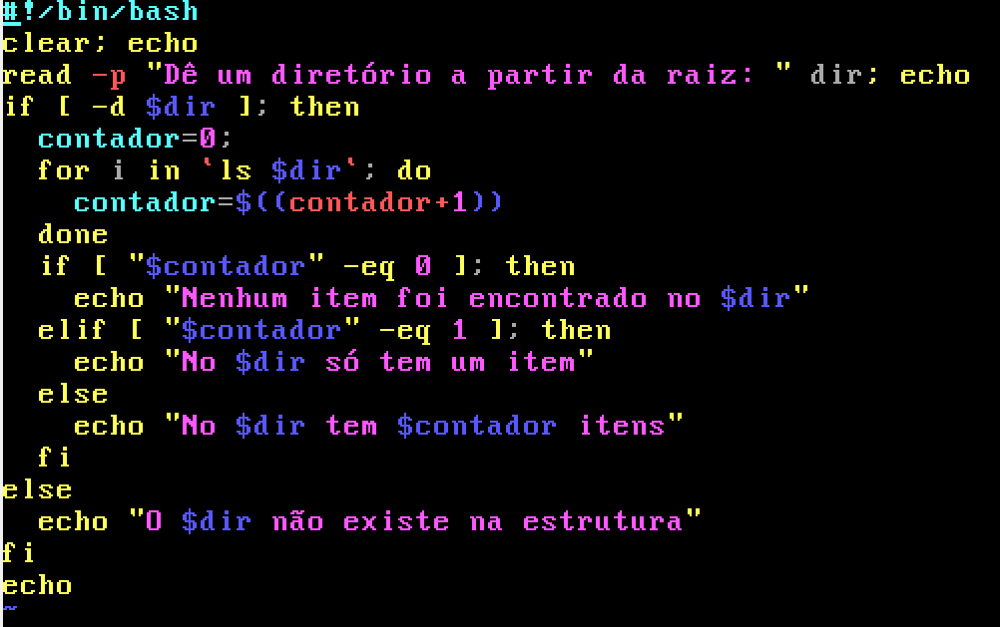 #!/bin/bash
clear; echo
read -p "Dê um diretório a partir da raiz: " dir; echo
if [ -d $dir ]; then
  contador=0;
  for i in `ls $dir`; do
    contador=$((contador+1))
  done
  if [ "$contador" -eq 0 ]; then
    echo "Nenhum item foi encontrado no $dir"
  elif [ "$contador" -eq 1 ]; then
    echo "No $dir só tem um item"
  else
    echo "No $dir tem $contador itens"
  fi
else
  echo "O $dir não existe na estrutura"
fi
echo
~